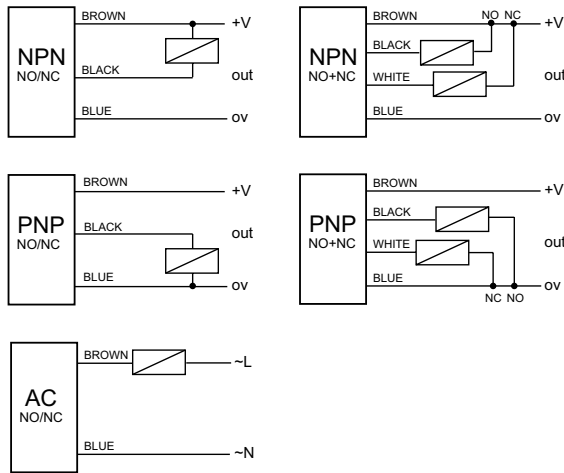 BROWN
+V
NPN
NO/NC
BLACK
out
BLUE
ov
BROWN
NO NC
+V
NPN
NO+NC
BLACK
out
WHITE
BLUE
ov
BROWN
+V
PNP
NO/NC
BLACK
out
BLUE
ov
BROWN
+V
PNP
NO+NC
BLACK
out
WHITE
BLUE
ov
NC NO
BROWN
~L
AC
NO/NC
BLUE
~N